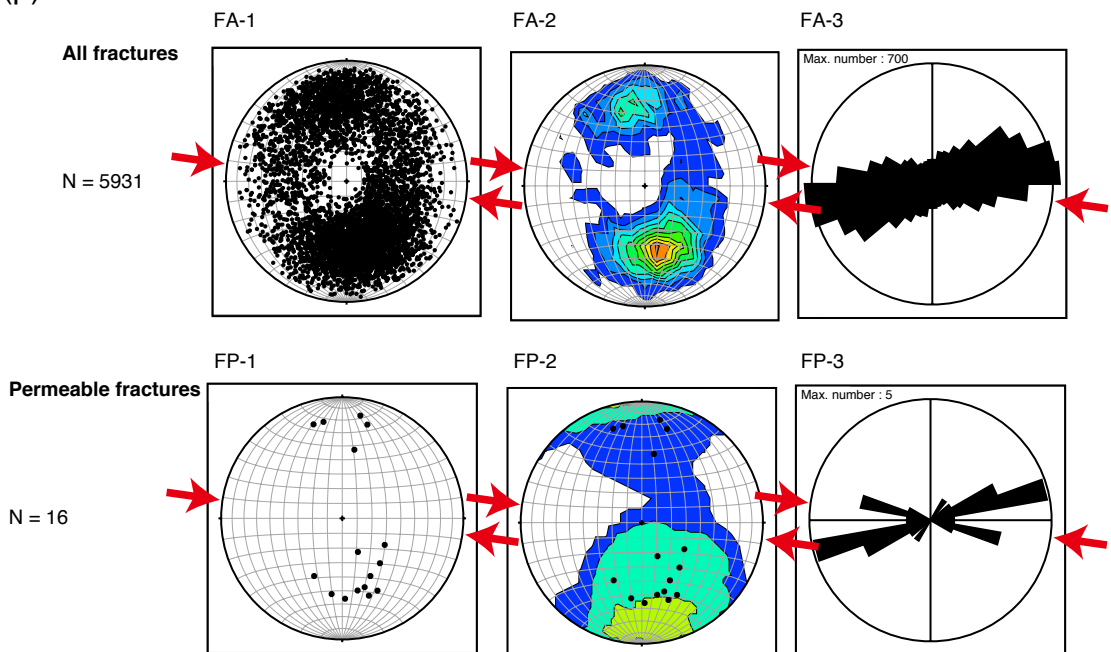 FA-1
FA-2
FA-3
All fractures
Max. number : 700
N = 5931
FP-1
FP-2
FP-3
Permeable fractures
Max. number : 5
N = 16